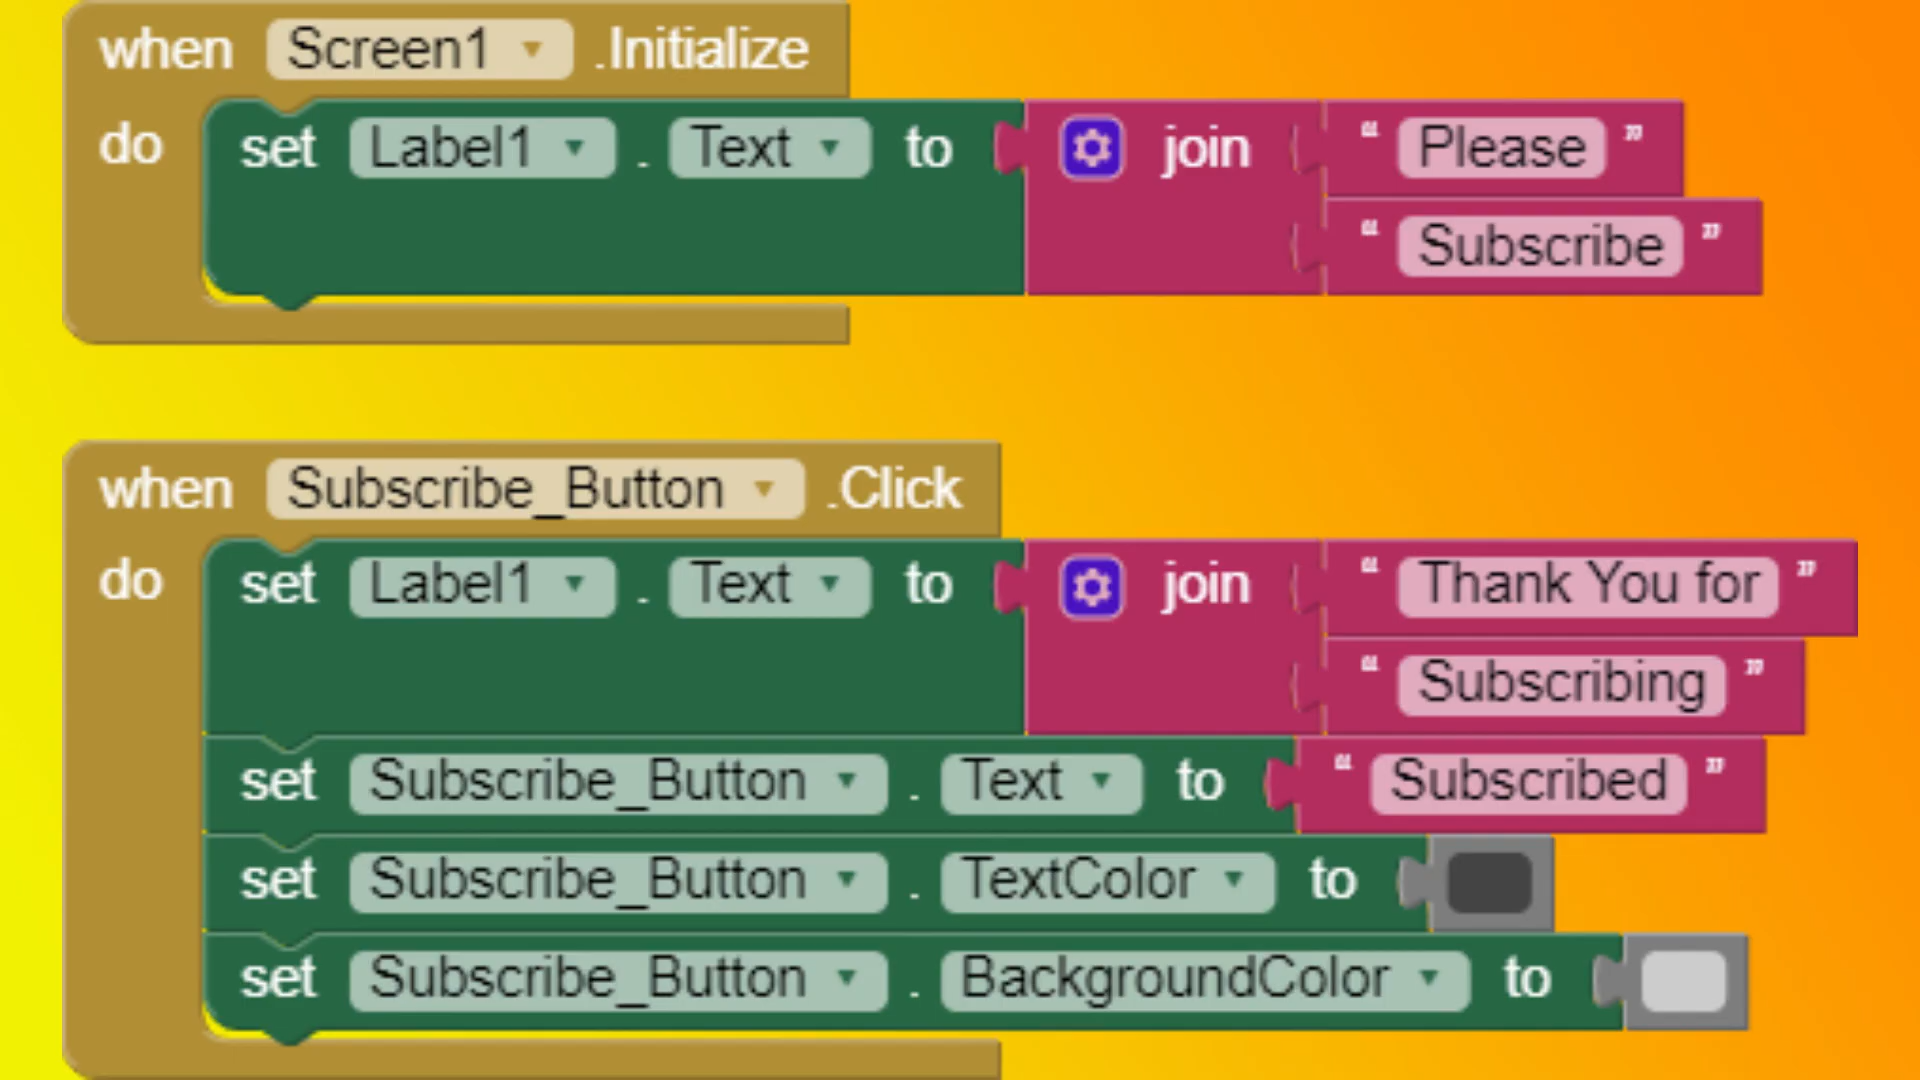 when Screen1 .Initialize
do set Label1 . Text to join “ Please ”
“ Subscribe ”
when Subscribe_Button .Click
do set Label1 . Text to join “ Thank You for ”
“ Subscribing ”
set Subscribe_Button . Text to “ Subscribed ”
set Subscribe_Button . TextColor to
set Subscribe_Button . BackgroundColor to